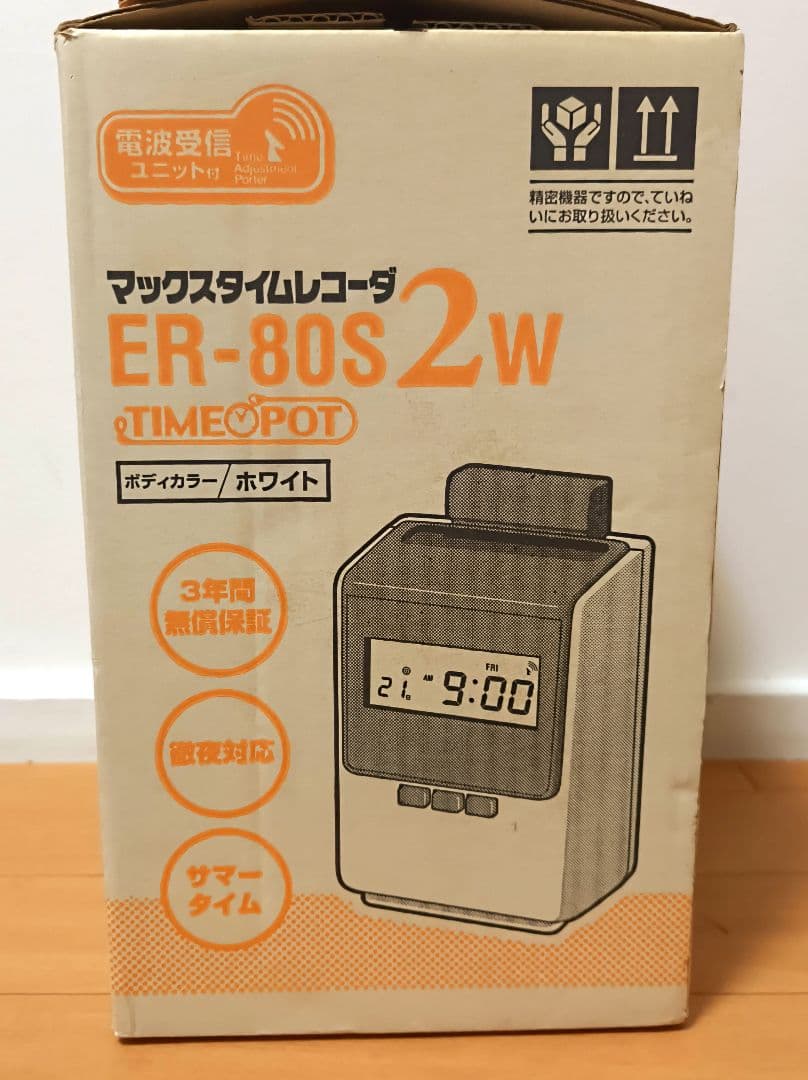 電波受信
ユニット付
Time
Adjustment
Porter
精密機器ですので、ていね
いにお取り扱いください。
マックスタイムレコーダ
ER-80S2W
TIMEPOT
ボディカラー/ホワイト
3年間
無償保証
徹夜対応
サマー
タイム
FRI
21日 AM 9:00